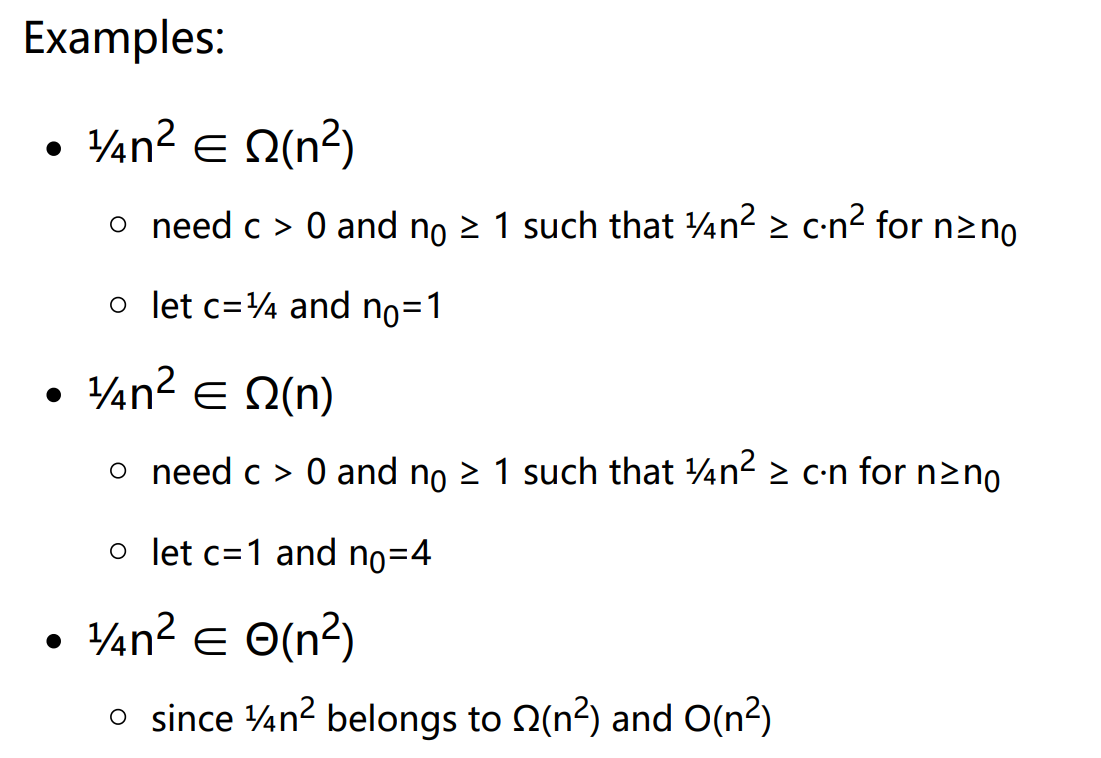 Examples:
• ¼n² ∈ Ω(n²)
○ need c > 0 and n₀ ≥ 1 such that ¼n² ≥ c·n² for n≥n₀
○ let c=¼ and n₀=1
• ¼n² ∈ Ω(n)
○ need c > 0 and n₀ ≥ 1 such that ¼n² ≥ c·n for n≥n₀
○ let c=1 and n₀=4
• ¼n² ∈ Θ(n²)
○ since ¼n² belongs to Ω(n²) and O(n²)